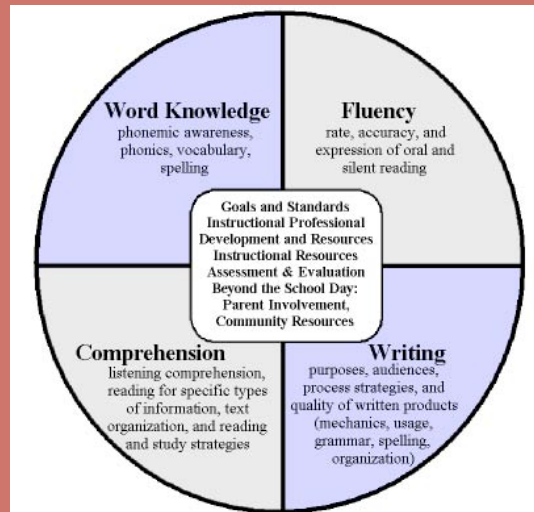 Word Knowledge
phonemic awareness,
phonics, vocabulary,
spelling
Fluency
rate, accuracy, and
expression of oral and
silent reading
Goals and Standards
Instructional Professional
Development and Resources
Instructional Resources
Assessment & Evaluation
Beyond the School Day:
Parent Involvement,
Community Resources
Comprehension
listening comprehension,
reading for specific types
of information, text
organization, and reading
and study strategies
Writing
purposes, audiences,
process strategies, and
quality of written products
(mechanics, usage,
grammar, spelling,
organization)